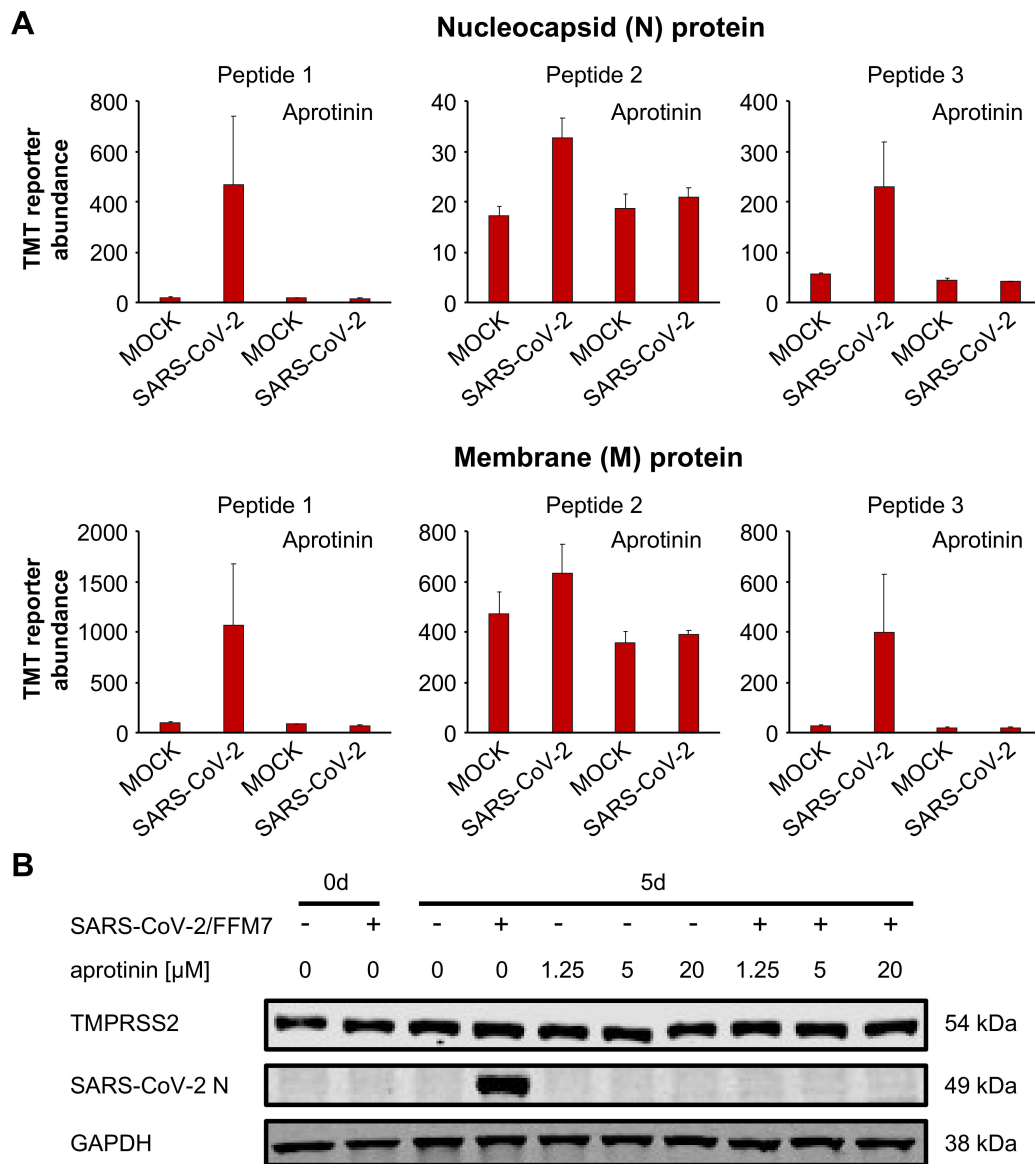 A
Nucleocapsid (N) protein
Peptide 1
Peptide 2
Peptide 3
TMT reporter
abundance
800
600
400
200
0
Aprotinin
MOCK
SARS-CoV-2
MOCK
SARS-CoV-2
40
30
20
10
0
Aprotinin
MOCK
SARS-CoV-2
MOCK
SARS-CoV-2
400
300
200
100
0
Aprotinin
MOCK
SARS-CoV-2
MOCK
SARS-CoV-2
Membrane (M) protein
Peptide 1
Peptide 2
Peptide 3
TMT reporter
abundance
2000
1500
1000
500
0
Aprotinin
MOCK
SARS-CoV-2
MOCK
SARS-CoV-2
800
600
400
200
0
Aprotinin
MOCK
SARS-CoV-2
MOCK
SARS-CoV-2
800
600
400
200
0
Aprotinin
MOCK
SARS-CoV-2
MOCK
SARS-CoV-2
B
0d 5d
SARS-CoV-2/FFM7 - + - + - - - + + +
aprotinin [µM] 0 0 0 0 1.25 5 20 1.25 5 20
TMPRSS2 54 kDa
SARS-CoV-2 N 49 kDa
GAPDH 38 kDa